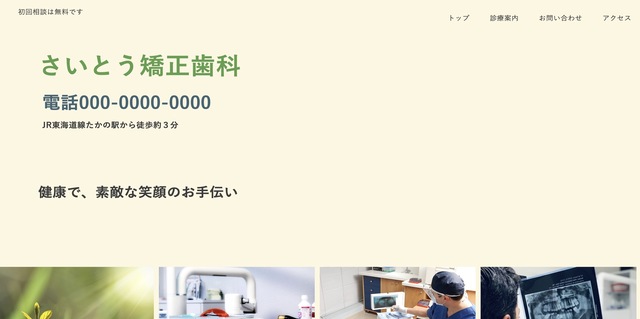 初回相談は無料です
トップ
診療案内
お問い合わせ
アクセス
さいとう矯正歯科
電話000-0000-0000
JR東海道線たかの駅から徒歩約３分
健康で、素敵な笑顔のお手伝い